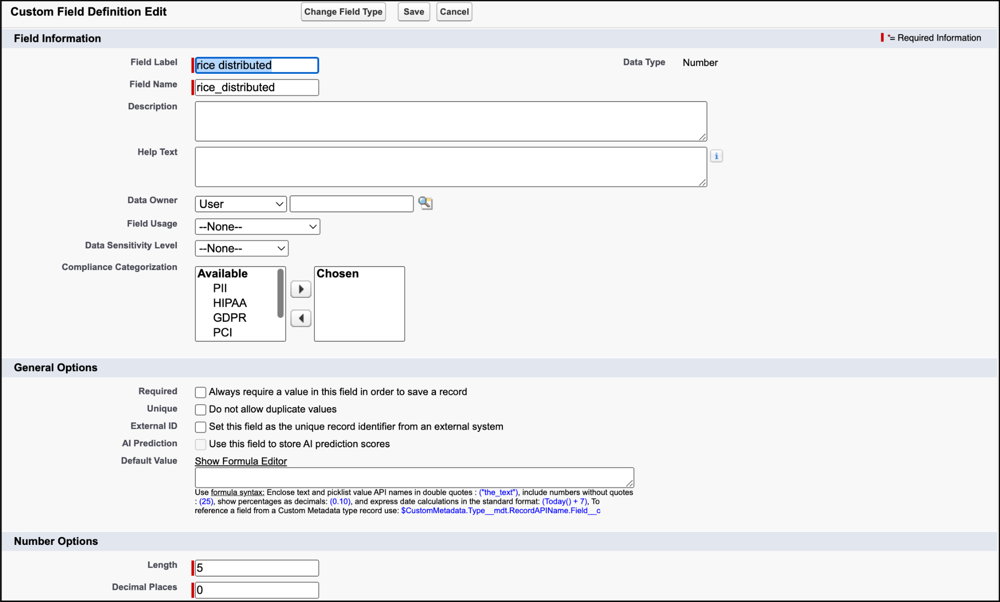 Custom Field Definition Edit
Change Field Type
Save
Cancel
Field Information
*= Required Information
Field Label
rice distributed
Data Type
Number
Field Name
rice_distributed
Description
Help Text
i
Data Owner
User
Field Usage
--None--
Data Sensitivity Level
--None--
Compliance Categorization
Available
PII
HIPAA
GDPR
PCI
Chosen
General Options
Required
Always require a value in this field in order to save a record
Unique
Do not allow duplicate values
External ID
Set this field as the unique record identifier from an external system
AI Prediction
Use this field to store AI prediction scores
Default Value
Show Formula Editor
Use formula syntax: Enclose text and picklist value API names in double quotes : ("the_text"), include numbers without quotes
: (25), show percentages as decimals: (0.10), and express date calculations in the standard format: (Today() + 7), To
reference a field from a Custom Metadata type record use: $CustomMetadata.Type__mdt.RecordAPIName.Field__c
Number Options
Length
5
Decimal Places
0